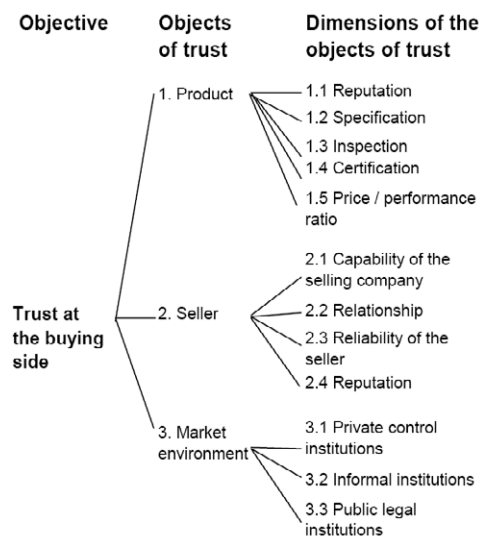 Objective
Objects
of trust
Dimensions of the
objects of trust
Trust at
the buying
side
1. Product
1.1 Reputation
1.2 Specification
1.3 Inspection
1.4 Certification
1.5 Price / performance
ratio
2. Seller
2.1 Capability of the
selling company
2.2 Relationship
2.3 Reliability of the
seller
2.4 Reputation
3. Market
environment
3.1 Private control
institutions
3.2 Informal institutions
3.3 Public legal
institutions